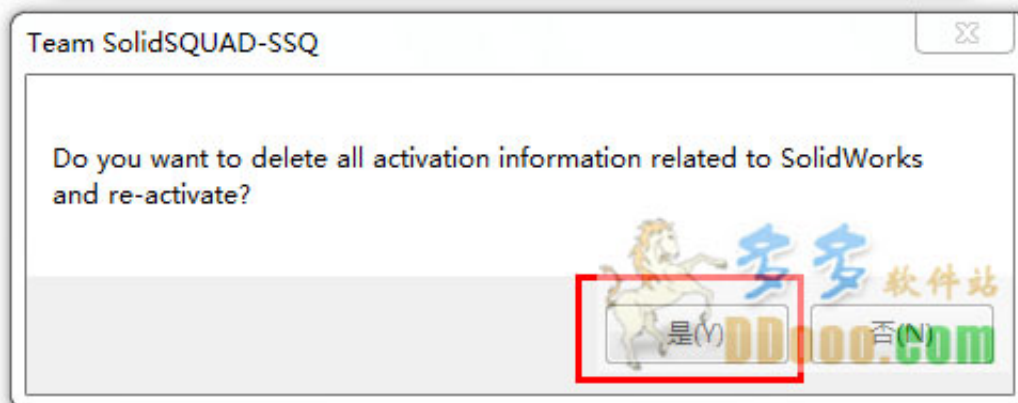 Team SolidSQUAD-SSQ
Do you want to delete all activation information related to SolidWorks
and re-activate?
多多软件站
是(Y) 否(N)
DDooo.com